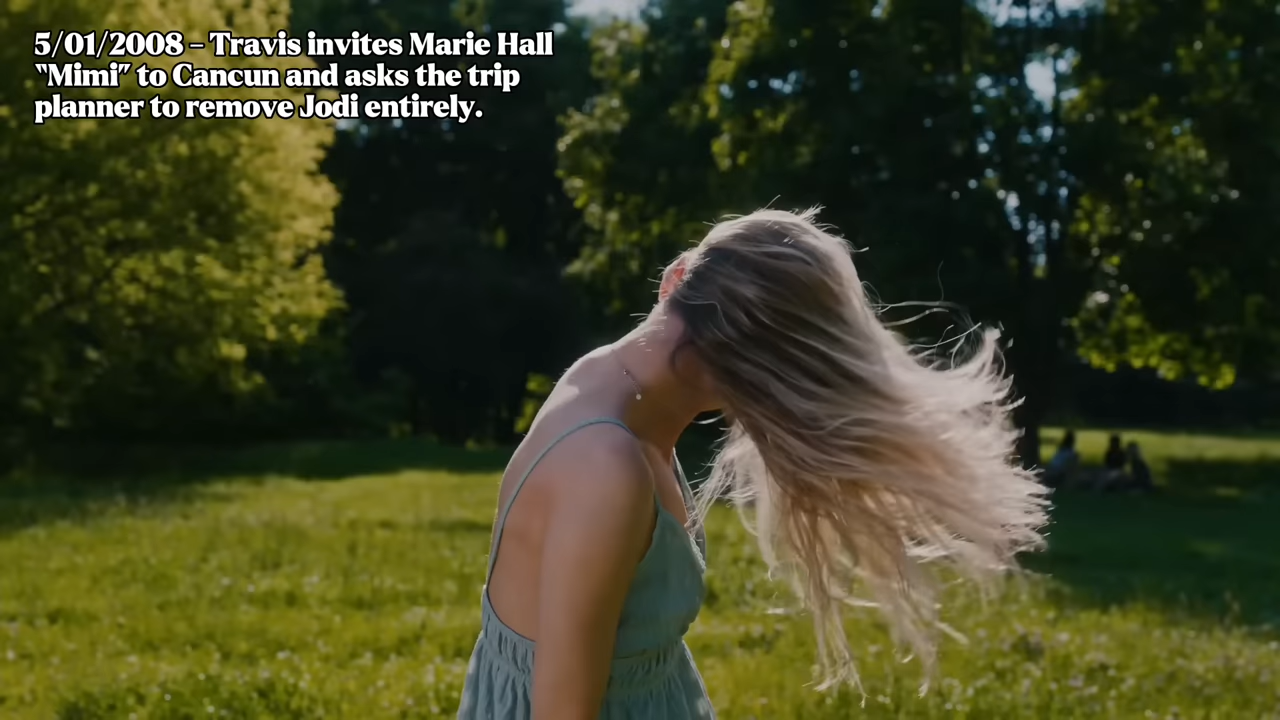 5/01/2008 – Travis invites Marie Hall
“Mimi” to Cancun and asks the trip
planner to remove Jodi entirely.